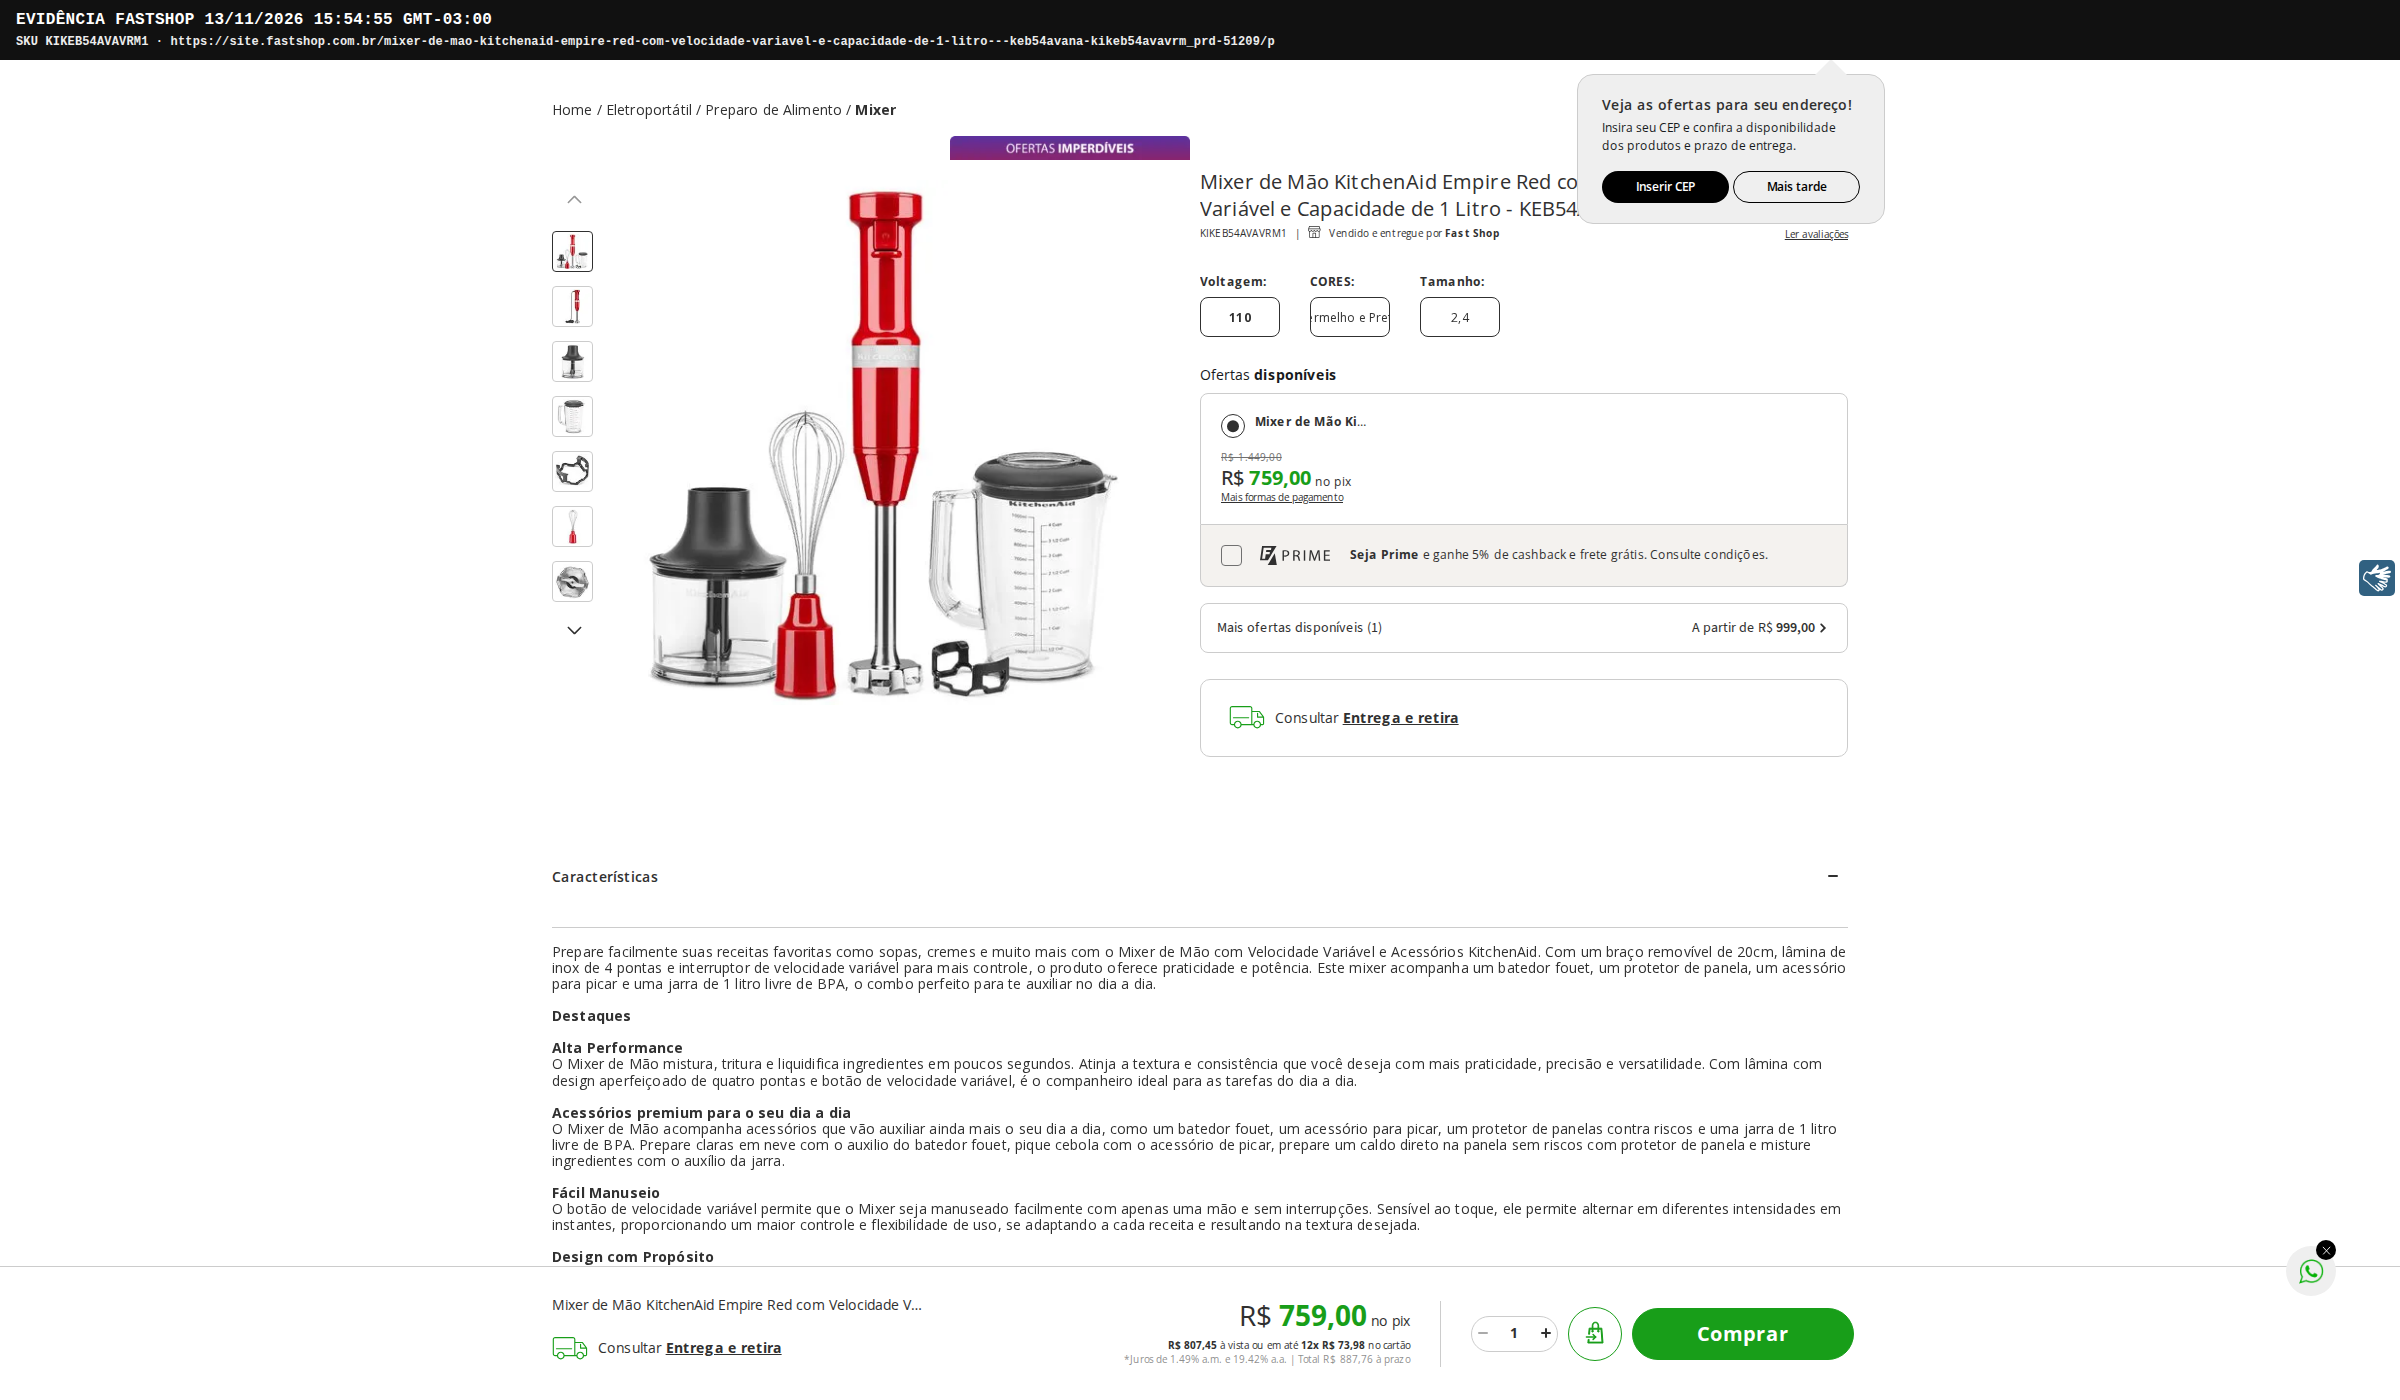 EVIDÊNCIA FASTSHOP 13/11/2026 15:54:55 GMT-03:00
SKU KIKEB54AVAVRM1 · https://site.fastshop.com.br/mixer-de-mao-kitchenaid-empire-red-com-velocidade-variavel-e-capacidade-de-1-litro---keb54avana-kikeb54avavrm_prd-51209/p
Veja as ofertas para seu endereço!
Insira seu CEP e confira a disponibilidade
dos produtos e prazo de entrega.
Inserir CEP
Mais tarde
Home / Eletroportátil / Preparo de Alimento / Mixer
OFERTAS IMPERDÍVEIS
Mixer de Mão KitchenAid Empire Red
Variável e Capacidade de 1 Litro -
KIKEB54AVAVRM1 | Vendido e entregue por Fast Shop
Ler avaliações
Voltagem:
CORES:
Tamanho:
110
ermelho e Pret
2,4
Ofertas disponíveis
Mixer de Mão Ki...
R$ 1.449,00
R$ 759,00 no pix
Mais formas de pagamento
PRIME
Seja Prime e ganhe 5% de cashback e frete grátis. Consulte condições.
Mais ofertas disponíveis (1)
A partir de R$ 999,00
Consultar Entrega e retira
KitchenAid
Características
Prepare facilmente suas receitas favoritas como sopas, cremes e muito mais com o Mixer de Mão com Velocidade Variável e Acessórios KitchenAid. Com um braço removível de 20cm, lâmina de
inox de 4 pontas e interruptor de velocidade variável para mais controle, o produto oferece praticidade e potência. Este mixer acompanha um batedor fouet, um protetor de panela, um acessório
para picar e uma jarra de 1 litro livre de BPA, o combo perfeito para te auxiliar no dia a dia.
Destaques
Alta Performance
O Mixer de Mão mistura, tritura e liquidifica ingredientes em poucos segundos. Atinja a textura e consistência que você deseja com mais praticidade, precisão e versatilidade. Com lâmina com
design aperfeiçoado de quatro pontas e botão de velocidade variável, é o companheiro ideal para as tarefas do dia a dia.
Acessórios premium para o seu dia a dia
O Mixer de Mão acompanha acessórios que vão auxiliar ainda mais o seu dia a dia, como um batedor fouet, um acessório para picar, um protetor de panelas contra riscos e uma jarra de 1 litro
livre de BPA. Prepare claras em neve com o auxilio do batedor fouet, pique cebola com o acessório de picar, prepare um caldo direto na panela sem riscos com protetor de panela e misture
ingredientes com o auxílio da jarra.
Fácil Manuseio
O botão de velocidade variável permite que o Mixer seja manuseado facilmente com apenas uma mão e sem interrupções. Sensível ao toque, ele permite alternar em diferentes intensidades em
instantes, proporcionando um maior controle e flexibilidade de uso, se adaptando a cada receita e resultando na textura desejada.
Design com Propósito
Mixer de Mão KitchenAid Empire Red com Velocidade V...
Consultar Entrega e retira
R$ 759,00 no pix
R$ 807,45 à vista ou em até 12x R$ 73,98 no cartão
*Juros de 1.49% a.m. e 19.42% a.a. | Total R$ 887,76 à prazo
1
Comprar